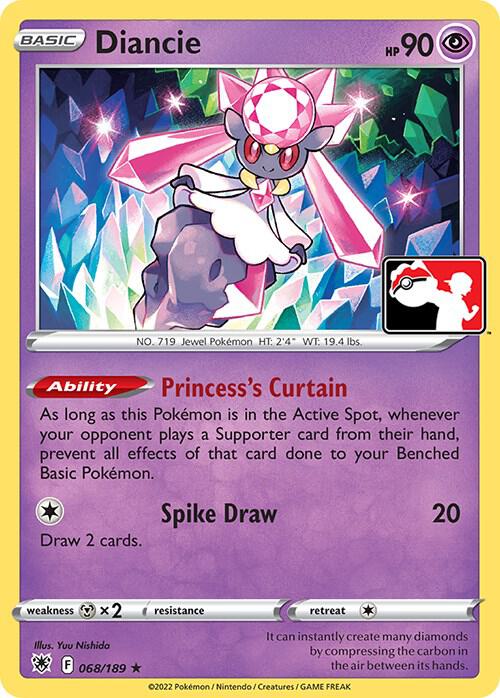 BASIC Diancie HP 90
NO. 719 Jewel Pokémon HT: 2'4" WT: 19.4 lbs.
TM
Ability Princess's Curtain
As long as this Pokémon is in the Active Spot, whenever
your opponent plays a Supporter card from their hand,
prevent all effects of that card done to your Benched
Basic Pokémon.
Spike Draw 20
Draw 2 cards.
weakness ×2 resistance retreat
Illus. Yuu Nishida
F 068/189 ★
It can instantly create many diamonds
by compressing the carbon in
the air between its hands.
©2022 Pokémon / Nintendo / Creatures / GAME FREAK